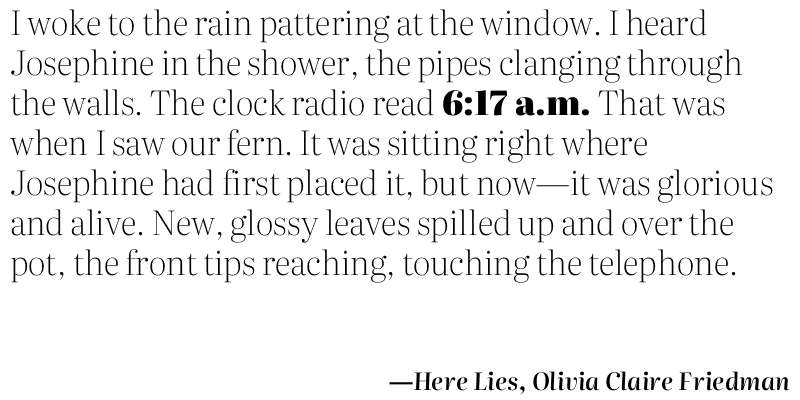 I woke to the rain pattering at the window. I heard
Josephine in the shower, the pipes clanging through
the walls. The clock radio read 6:17 a.m. That was
when I saw our fern. It was sitting right where
Josephine had first placed it, but now—it was glorious
and alive. New, glossy leaves spilled up and over the
pot, the front tips reaching, touching the telephone.
—Here Lies, Olivia Claire Friedman